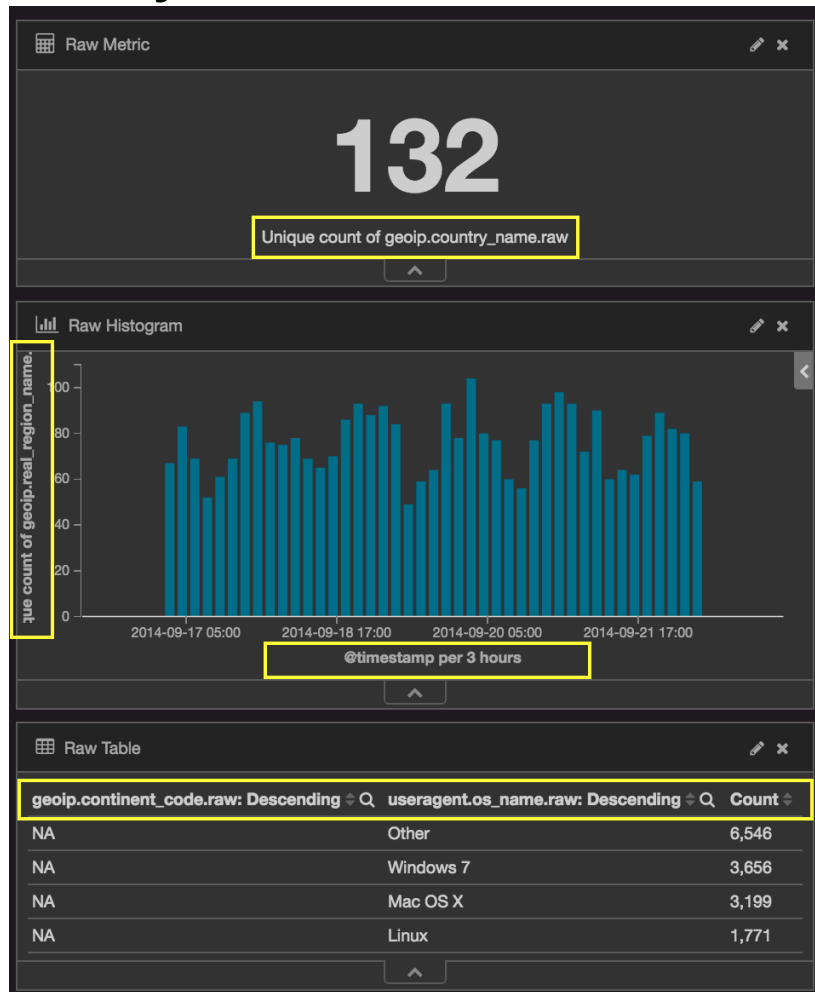 Raw Metric
132
Unique count of geoip.country_name.raw
Raw Histogram
que count of geoip.real_region_name.
100
80
60
40
20
0
2014-09-17 05:00 2014-09-18 17:00 2014-09-20 05:00 2014-09-21 17:00
@timestamp per 3 hours
Raw Table
geoip.continent_code.raw: Descending useragent.os_name.raw: Descending Count
NA Other 6,546
NA Windows 7 3,656
NA Mac OS X 3,199
NA Linux 1,771